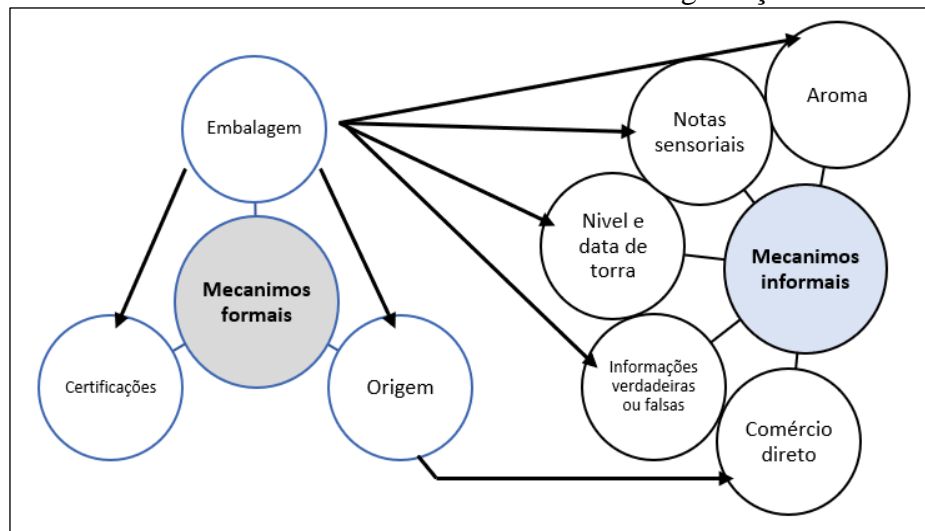 Embalagem
Mecanimos
formais
Certificações
Origem
Aroma
Notas
sensoriais
Nivel e
data de
torra
Mecanimos
informais
Informações
verdadeiras
ou falsas
Comércio
direto